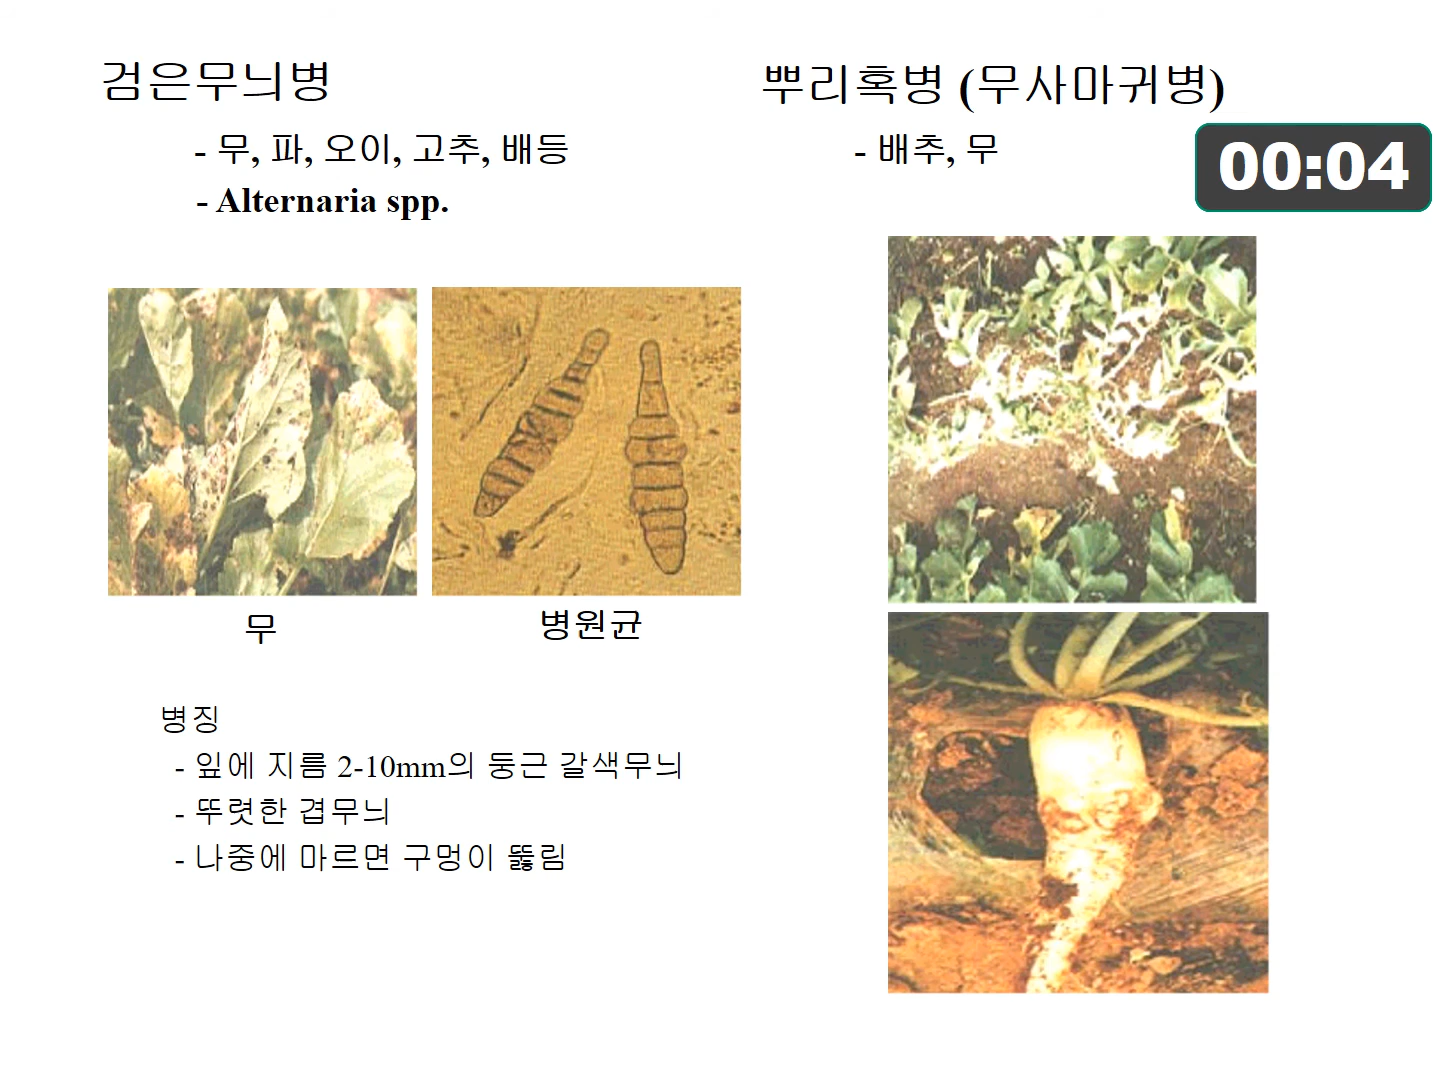 검은무늬병
- 무, 파, 오이, 고추, 배등
- Alternaria spp.
무
병원균
병징
- 잎에 지름 2-10mm의 둥근 갈색무늬
- 뚜렷한 겹무늬
- 나중에 마르면 구멍이 뚫림
뿌리혹병 (무사마귀병)
- 배추, 무
00:04